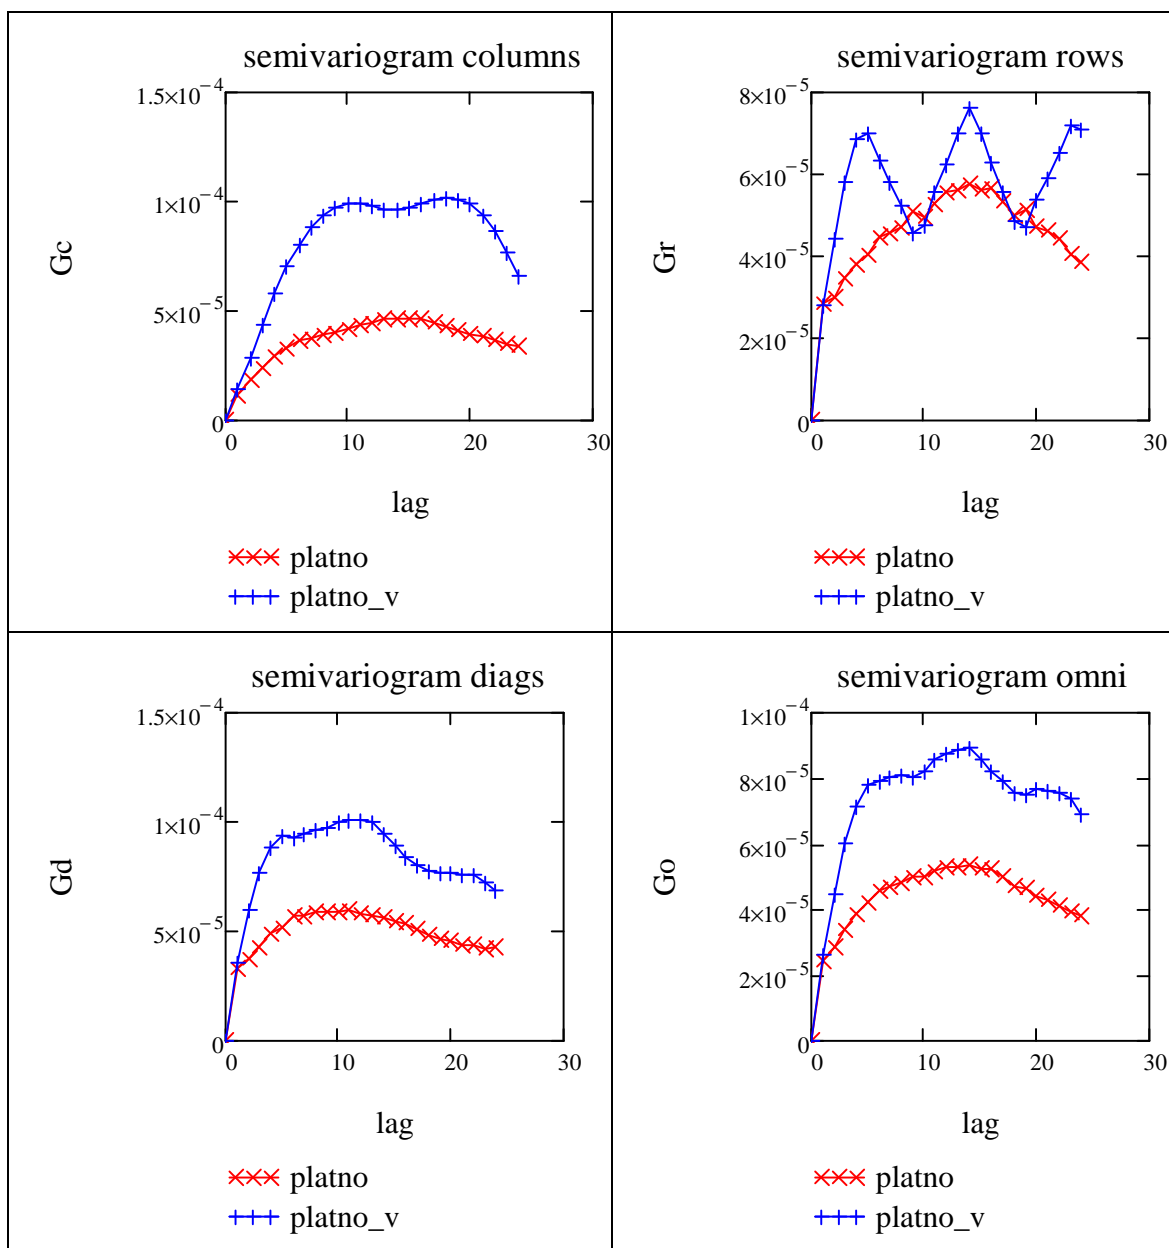 semivariogram columns
1.5×10⁻⁴
1×10⁻⁴
5×10⁻⁵
0
0 10 20 30
Gc
lag
platno
platno_v
semivariogram rows
8×10⁻⁵
6×10⁻⁵
4×10⁻⁵
2×10⁻⁵
0
0 10 20 30
Gr
lag
platno
platno_v
semivariogram diags
1.5×10⁻⁴
1×10⁻⁴
5×10⁻⁵
0
0 10 20 30
Gd
lag
platno
platno_v
semivariogram omni
1×10⁻⁴
8×10⁻⁵
6×10⁻⁵
4×10⁻⁵
2×10⁻⁵
0
0 10 20 30
Go
lag
platno
platno_v